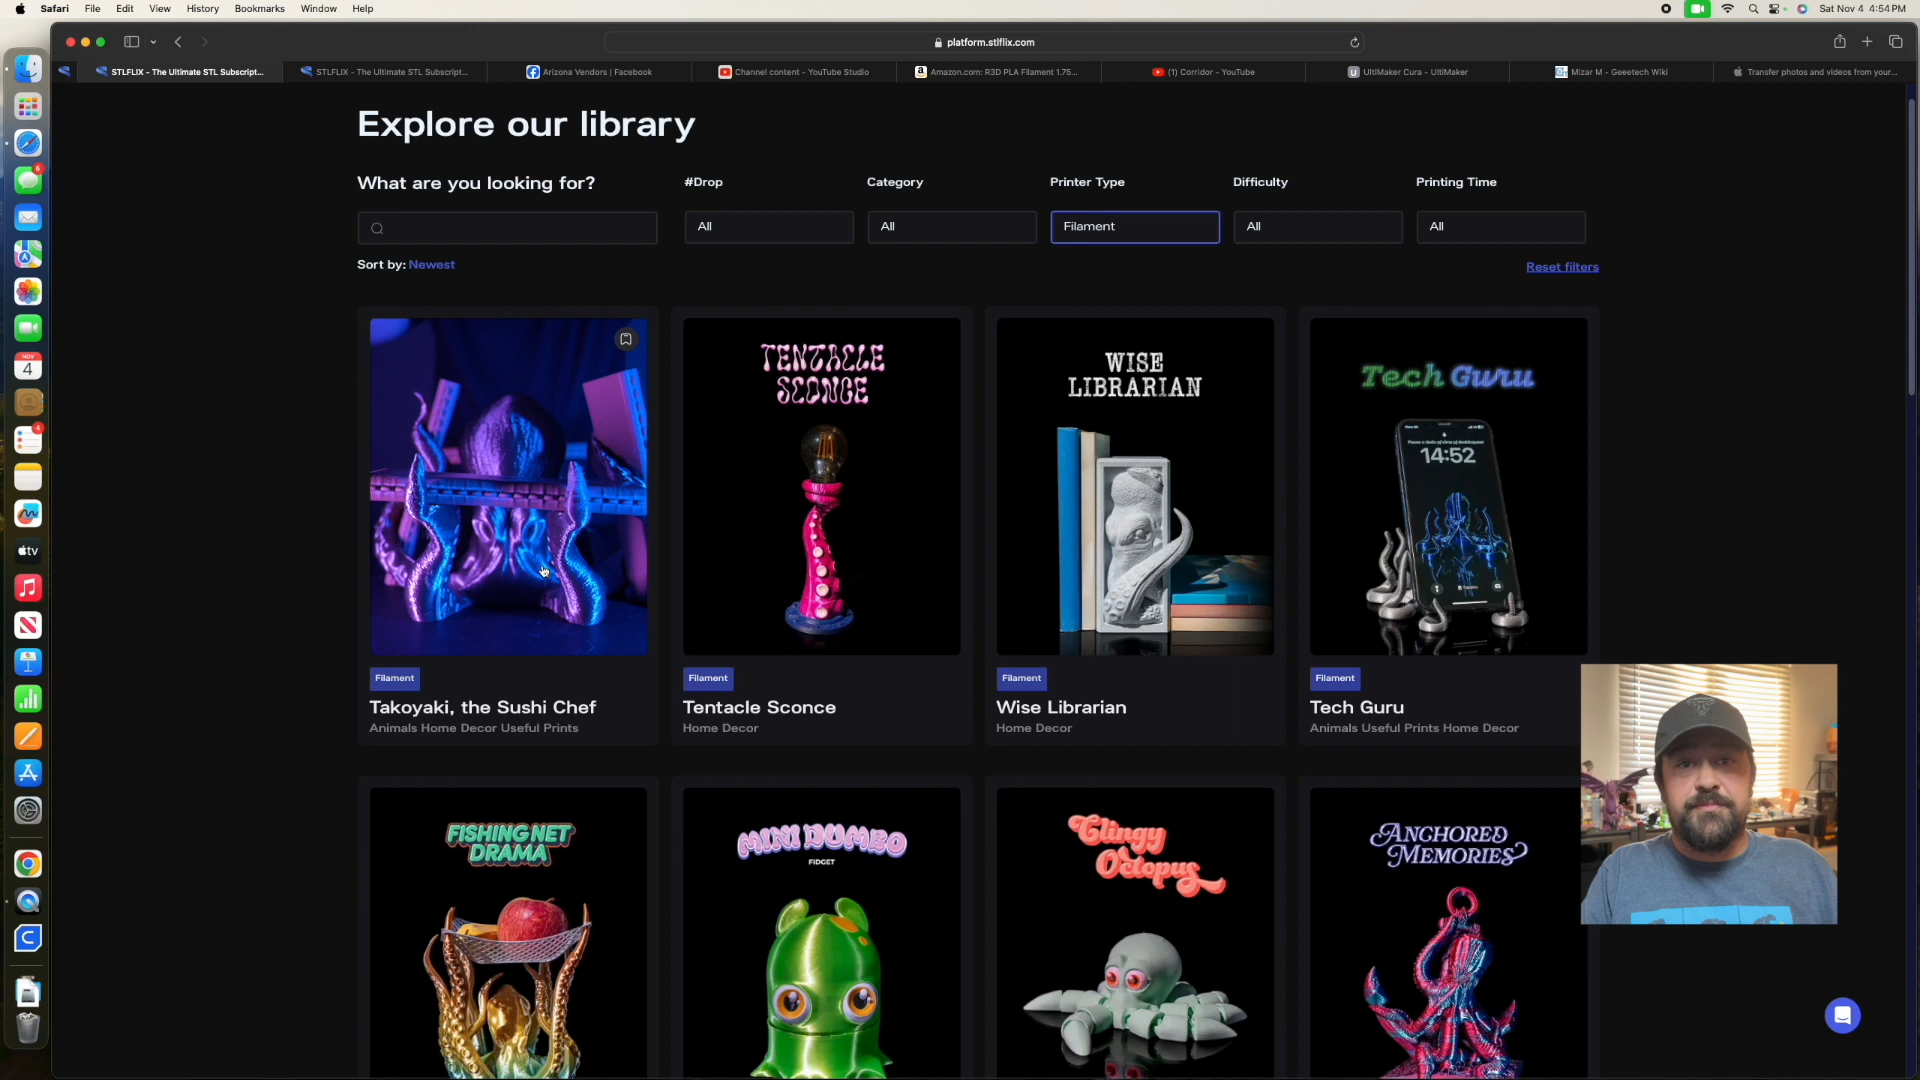 Safari File Edit View History Bookmarks Window Help
Sat Nov 4 4:54 PM
platform.stlflix.com
STLFLIX - The Ultimate STL Subscript...
STLFLIX - The Ultimate STL Subscript...
Arizona Vendors | Facebook
Channel content - YouTube Studio
Amazon.com: R3D PLA Filament 1.75...
(1) Corridor - YouTube
UltiMaker Cura - UltiMaker
Mizar M - Geeetech Wiki
Transfer photos and videos from your...
Explore our library
What are you looking for?
#Drop
Category
Printer Type
Difficulty
Printing Time
All
All
Filament
All
All
Sort by: Newest
Reset filters
TENTACLE
SCONCE
WISE
LIBRARIAN
Tech Guru
14:52
Filament
Filament
Filament
Filament
Takoyaki, the Sushi Chef
Animals Home Decor Useful Prints
Tentacle Sconce
Home Decor
Wise Librarian
Home Decor
Tech Guru
Animals Useful Prints Home Decor
FISHING NET
DRAMA
MINI DUMBO
FIDGET
Clingy
Octopus
ANCHORED
MEMORIES
6
NOV
4
4
tv